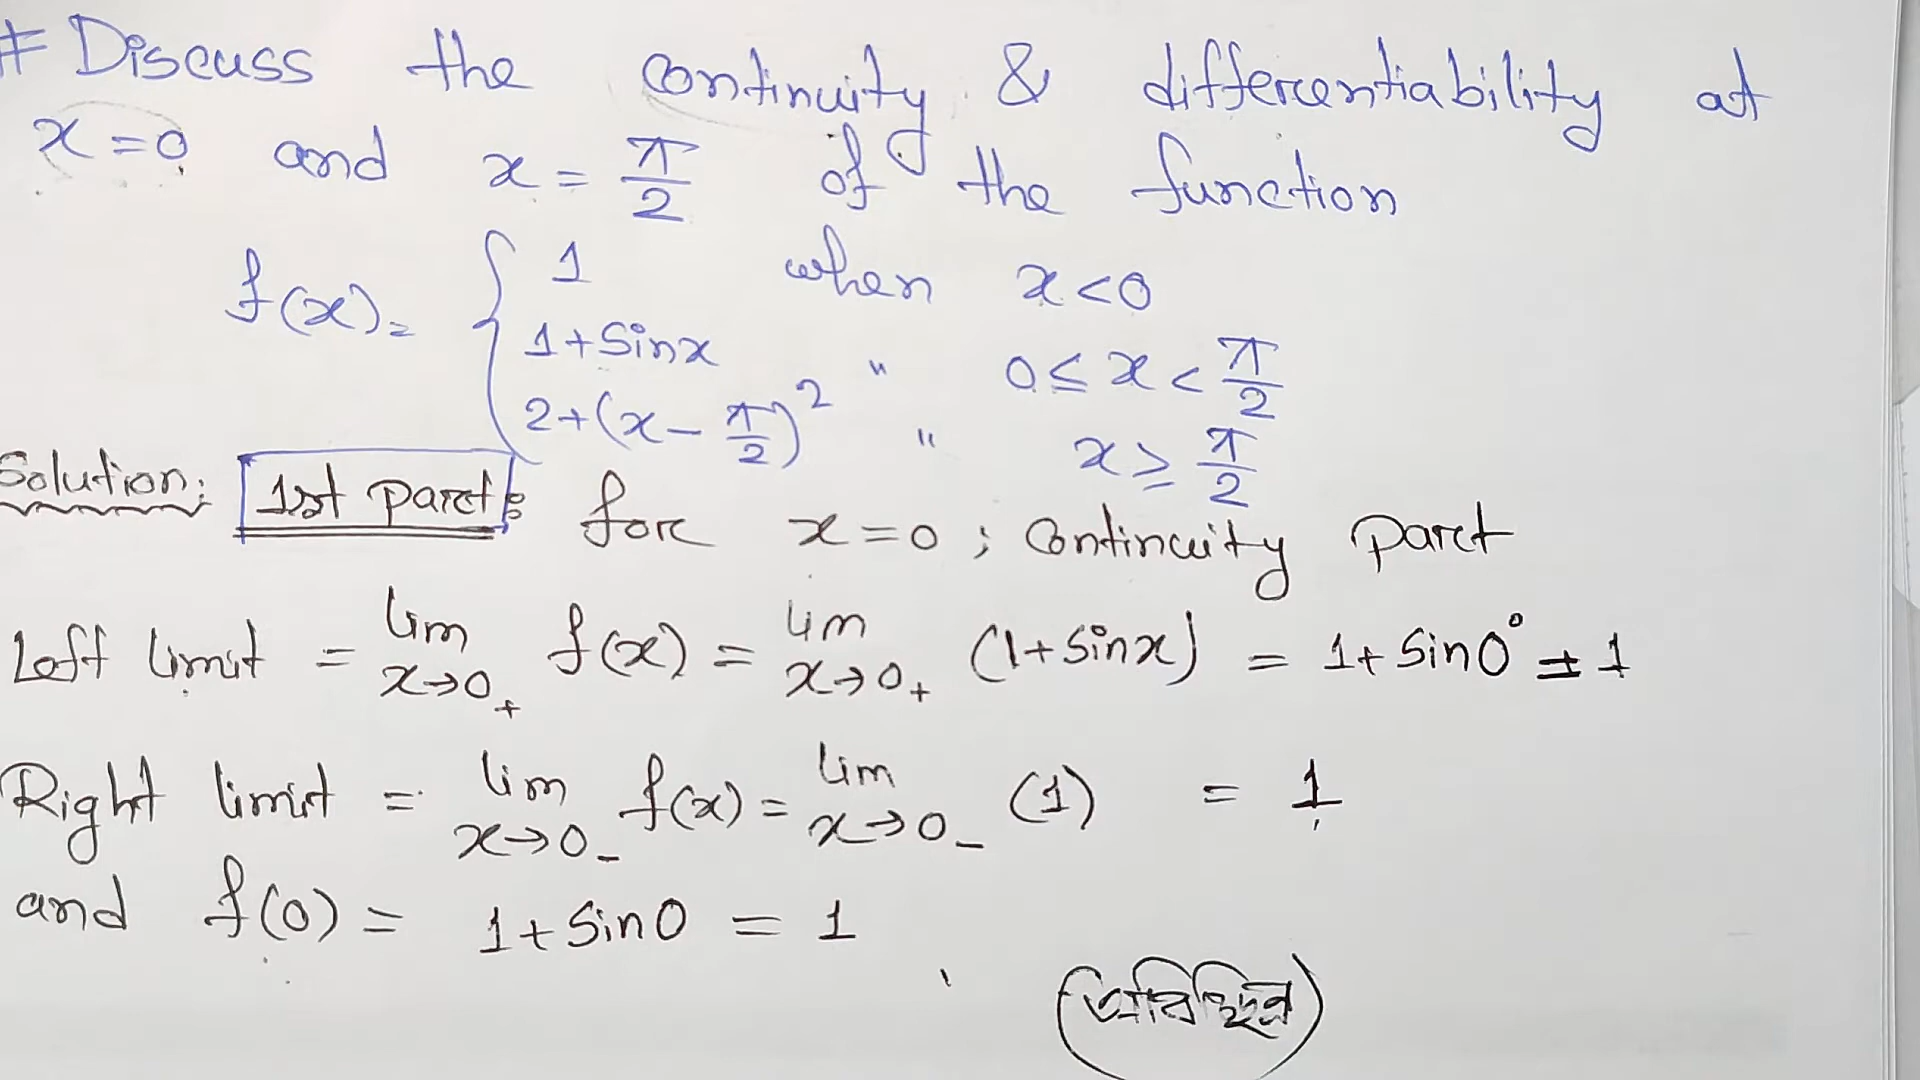 # Discuss the continuity & differentiability at
x=0 and x = π/2 of the function
f(x) = { 1 when x<0
1+Sinx " 0≤x<π/2
2+(x-π/2)² " x≥π/2
Solution: 1st part: for x=0; Continuity part
Left limit = lim x→0+ f(x) = lim x→0+ (1+Sinx) = 1+Sin0° = 1
Right limit = lim x→0- f(x) = lim x→0- (1) = 1
and f(0) = 1+Sin0 = 1
(অবিচ্ছিন্ন)